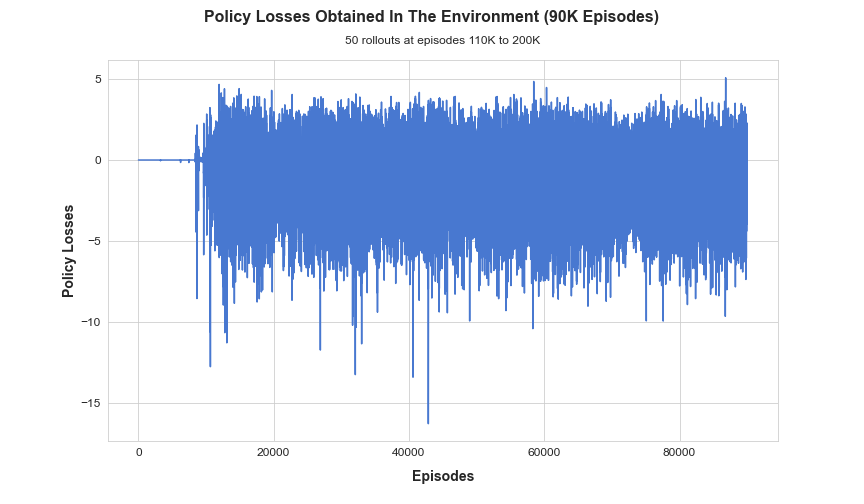 Policy Losses Obtained In The Environment (90K Episodes)
50 rollouts at episodes 110K to 200K
5
0
−5
−10
−15
Policy Losses
0 20000 40000 60000 80000
Episodes